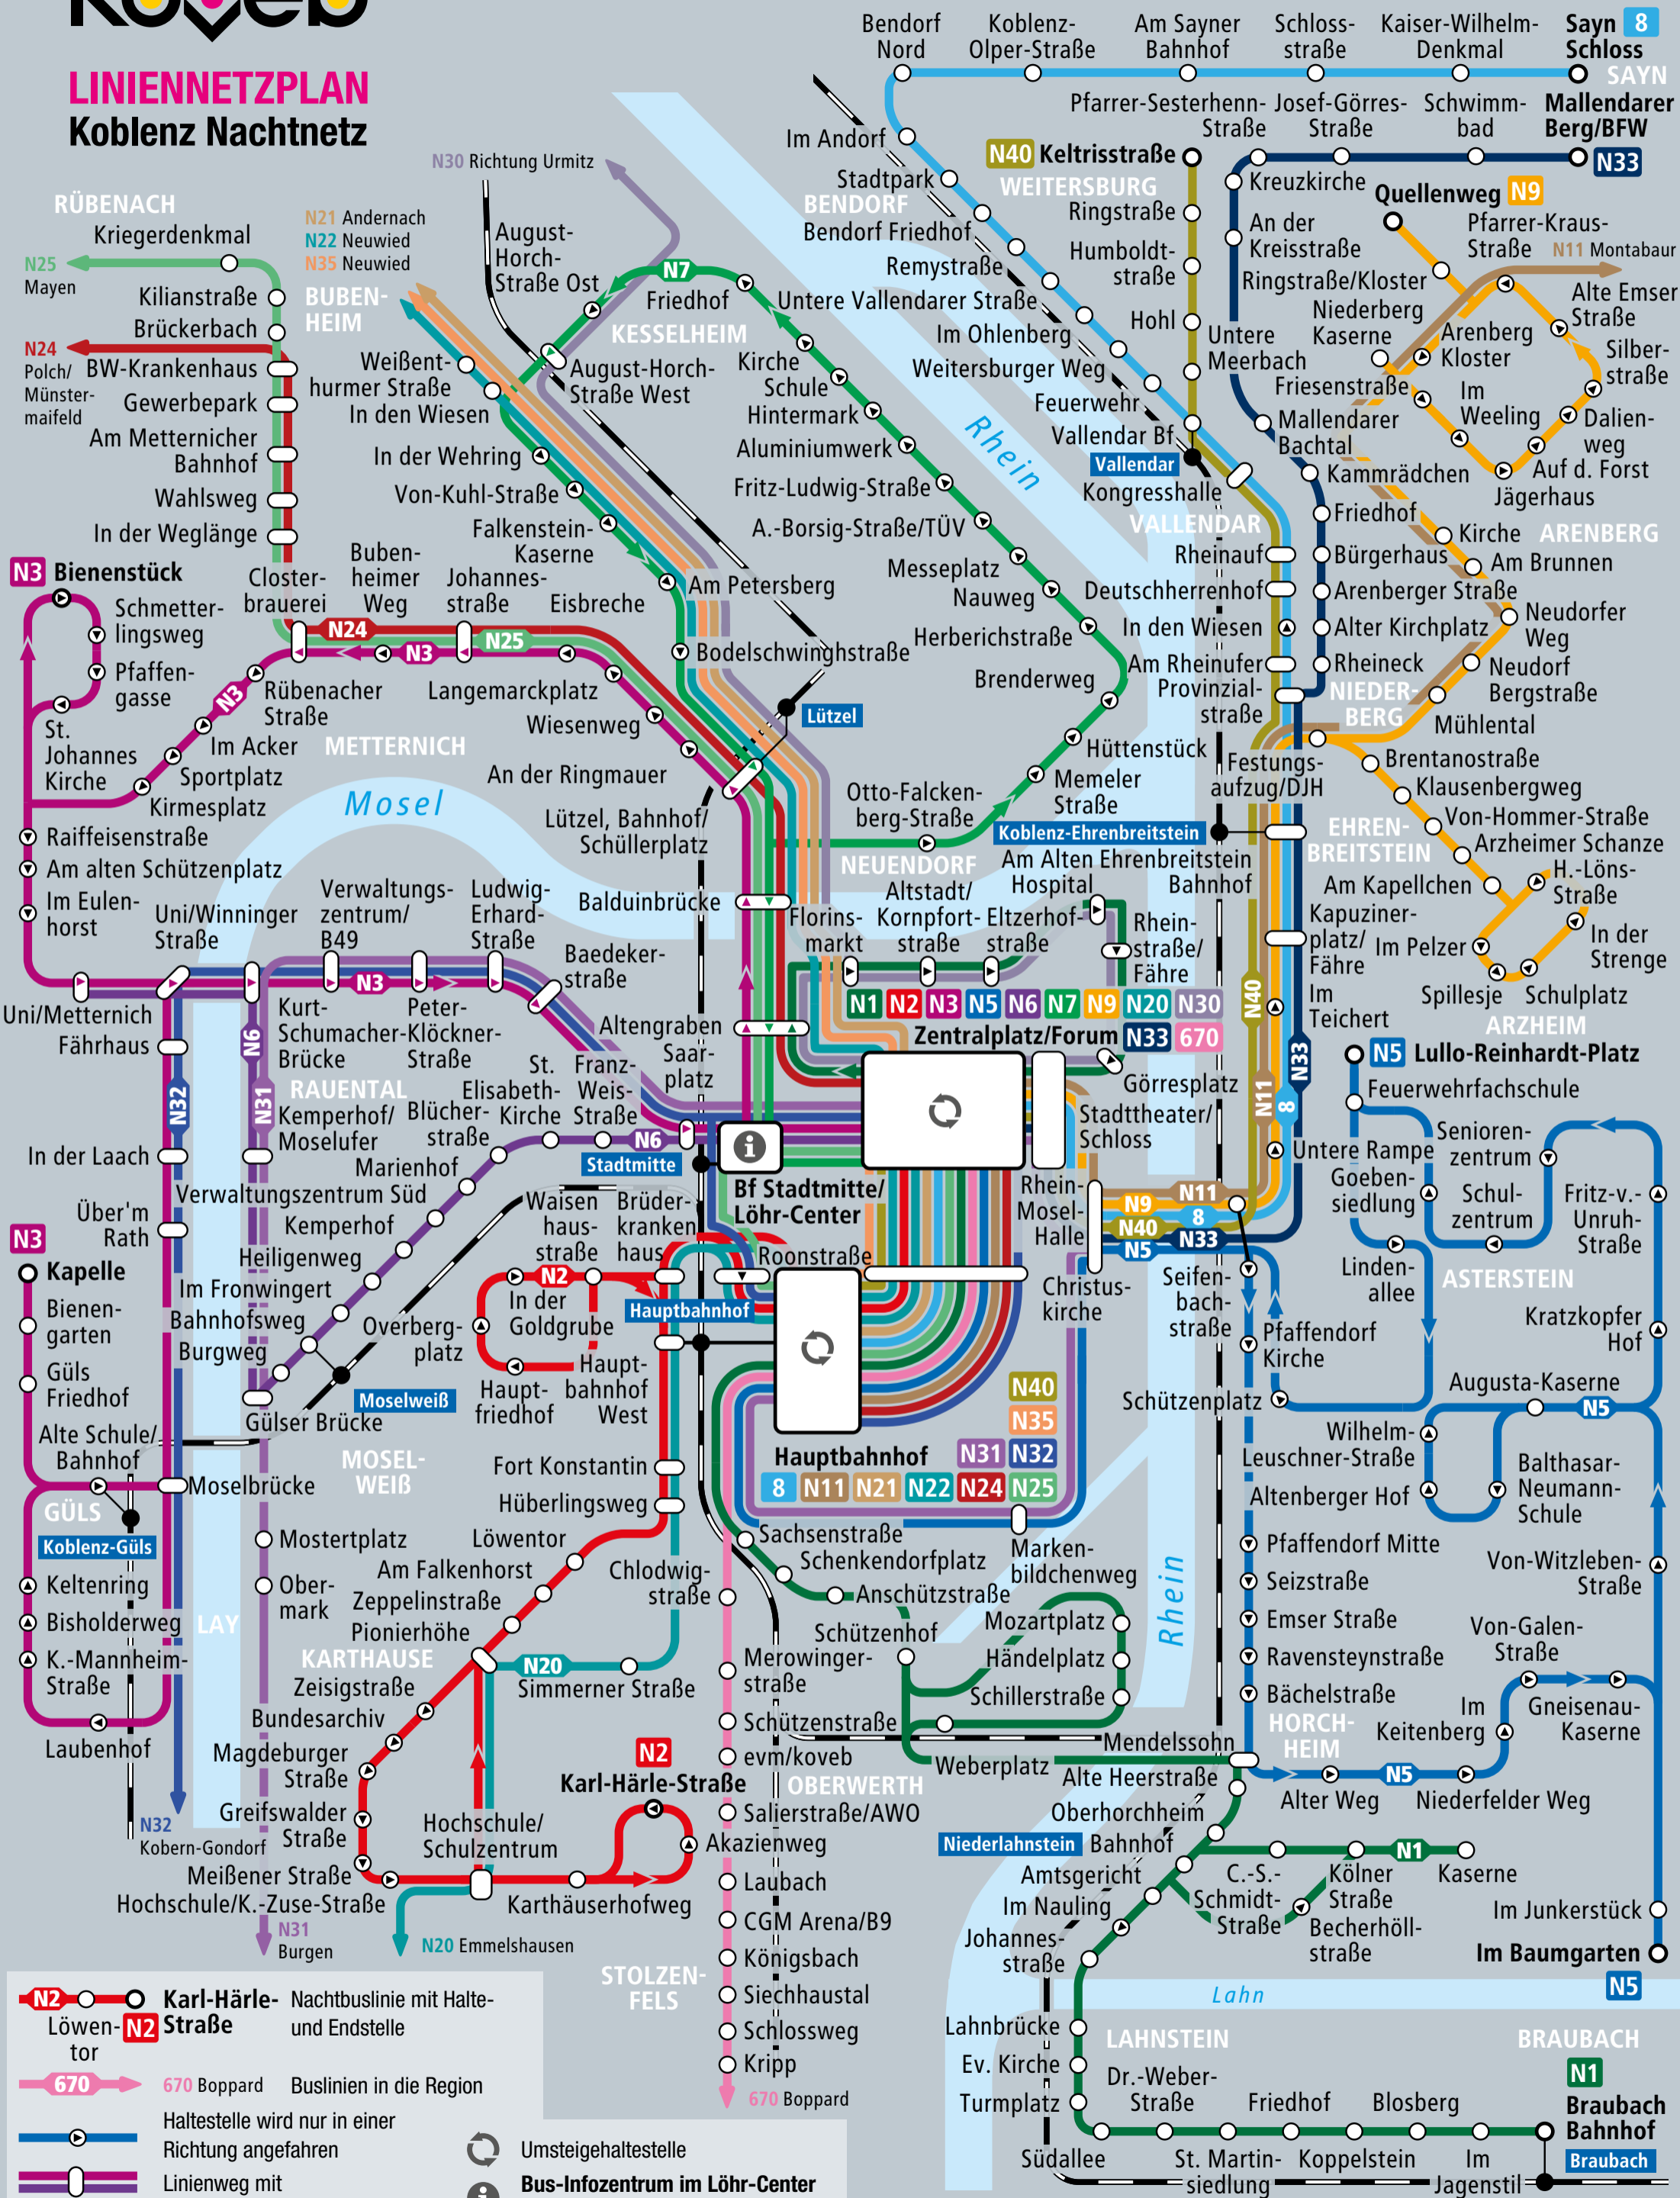 koveb
LINIENNETZPLAN
Koblenz Nachtnetz
Bendorf
Nord
Koblenz-
Olper-Straße
Am Sayner
Bahnhof
Schloss-
straße
Kaiser-Wilhelm-
Denkmal
Sayn 8
Schloss
SAYN
Pfarrer-Sesterhenn-
Straße
Josef-Görres-
Straße
Schwimm-
bad
Mallendarer
Berg/BFW
N33
Im Andorf
Stadtpark
BENDORF
Bendorf Friedhof
Remystraße
Untere Vallendarer Straße
Im Ohlenberg
Weitersburger Weg
Feuerwehr
Vallendar Bf
Vallendar
Kongresshalle
VALLENDAR
N40 Keltrisstraße
WEITERSBURG
Ringstraße
Humboldt-
straße
Hohl
Untere
Meerbach
Kreuzkirche
An der
Kreisstraße
Mallendarer
Bachtal
Kammrädchen
Friedhof
Bürgerhaus
Arenberger Straße
Alter Kirchplatz
Rheineck
Rheinauf
Deutschherrenhof
In den Wiesen
Am Rheinufer
Provinzial-
straße
Quellenweg N9
Pfarrer-Kraus-
Straße
N11 Montabaur
Ringstraße/Kloster
Niederberg
Kaserne
Arenberg
Kloster
Alte Emser
Straße
Silber-
straße
Friesenstraße
Im
Weeling
Dalien-
weg
Auf d. Forst
Jägerhaus
Kirche
ARENBERG
Am Brunnen
Neudorfer
Weg
Neudorf
Bergstraße
Mühlental
NIEDER-
BERG
Festungs-
aufzug/DJH
Brentanostraße
Klausenbergweg
Von-Hommer-Straße
Arzheimer Schanze
EHREN-
BREITSTEIN
Am Kapellchen
H.-Löns-
Straße
Im Pelzer
In der
Strenge
Spillesje
Schulplatz
ARZHEIM
Koblenz-Ehrenbreitstein
Ehrenbreitstein
Bahnhof
Kapuziner-
platz/
Fähre
Im
Teichert
N40
N11
8
N33
Untere Rampe
N30 Richtung Urmitz
RÜBENACH
Kriegerdenkmal
N25
Mayen
Kilianstraße
Brückerbach
N24
Polch/
Münster-
maifeld
BW-Krankenhaus
Gewerbepark
Am Metternicher
Bahnhof
Wahlsweg
In der Weglänge
N21 Andernach
N22 Neuwied
N35 Neuwied
BUBEN-
HEIM
August-
Horch-
Straße Ost
N7
Friedhof
KESSELHEIM
August-Horch-
Straße West
Weißent-
hurmer Straße
In den Wiesen
In der Wehring
Von-Kuhl-Straße
Falkenstein-
Kaserne
Am Petersberg
Bodelschwinghstraße
Kirche
Schule
Hintermark
Aluminiumwerk
Fritz-Ludwig-Straße
A.-Borsig-Straße/TÜV
Messeplatz
Nauweg
Herberichstraße
Brenderweg
Hüttenstück
Memeler
Straße
Otto-Falcken-
berg-Straße
NEUENDORF
Rhein
N3 Bienenstück
Schmetter-
lingsweg
Pfaffen-
gasse
St.
Johannes
Kirche
Closter-
brauerei
Buben-
heimer
Weg
Johannes-
straße
Eisbreche
N24
N25
N3
N3
Rübenacher
Straße
Im Acker
Sportplatz
Kirmesplatz
METTERNICH
Langemarckplatz
Wiesenweg
An der Ringmauer
Lützel
Lützel, Bahnhof/
Schüllerplatz
Mosel
Raiffeisenstraße
Am alten Schützenplatz
Im Eulen-
horst
Uni/Winninger
Straße
Verwaltungs-
zentrum/
B49
Ludwig-
Erhard-
Straße
Baedeker-
straße
Balduinbrücke
N3
Uni/Metternich
Fährhaus
Kurt-
Schumacher-
Brücke
Peter-
Klöckner-
Straße
Altengraben
Saar-
platz
Florins-
markt
Altstadt/
Kornpfort-
straße
Eltzerhof-
straße
Am Alten
Hospital
Rhein-
straße/
Fähre
N1 N2 N3 N5 N6 N7 N9 N20 N30
Zentralplatz/Forum N33 670
Görresplatz
Stadttheater/
Schloss
N32
N6
N31
RAUENTAL
Kemperhof/
Moselufer
Blücher-
straße
St.
Elisabeth-
Kirche
Franz-
Weis-
Straße
N6
Stadtmitte
Bf Stadtmitte/
Löhr-Center
Marienhof
Verwaltungszentrum Süd
Kemperhof
Heiligenweg
Im Fronwingert
Bahnhofsweg
Burgweg
Moselweiß
Gülser Brücke
MOSEL-
WEIß
In der Laach
Über'm
Rath
N3
Kapelle
Bienen-
garten
Güls
Friedhof
Alte Schule/
Bahnhof
GÜLS
Koblenz-Güls
Moselbrücke
Keltenring
Bisholderweg
K.-Mannheim-
Straße
Laubenhof
LAY
Mostertplatz
Ober-
mark
N32
Kobern-Gondorf
N31
Burgen
Waisen
haus-
straße
Brüder-
kranken
haus
Roonstraße
N2
In der
Goldgrube
Overberg-
platz
Haupt-
friedhof
Hauptbahnhof
Haupt-
bahnhof
West
Rhein-
Mosel-
Halle
Christus-
kirche
N11
N9
8
N40
N33
N5
N40
N35
Hauptbahnhof N31 N32
8 N11 N21 N22 N24 N25
Fort Konstantin
Hüberlingsweg
Löwentor
Am Falkenhorst
Zeppelinstraße
Pionierhöhe
KARTHAUSE
N20
Simmerner Straße
Chlodwig-
straße
Zeisigstraße
Bundesarchiv
Magdeburger
Straße
Greifswalder
Straße
Meißener Straße
Hochschule/K.-Zuse-Straße
Hochschule/
Schulzentrum
N2
Karl-Härle-Straße
Akazienweg
Karthäuserhofweg
N20 Emmelshausen
Sachsenstraße
Schenkendorfplatz
Anschützstraße
Marken-
bildchenweg
Schützenhof
Mozartplatz
Händelplatz
Schillerstraße
Weberplatz
Merowinger-
straße
Schützenstraße
evm/koveb
OBERWERTH
Salierstraße/AWO
Laubach
CGM Arena/B9
Königsbach
Siechhaustal
Schlossweg
Kripp
670 Boppard
STOLZEN-
FELS
Rhein
N5 Lullo-Reinhardt-Platz
Feuerwehrfachschule
Senioren-
zentrum
Goeben-
siedlung
Schul-
zentrum
Fritz-v.-
Unruh-
Straße
Linden-
allee
ASTERSTEIN
Kratzkopfer
Hof
Seifen-
bach-
straße
Pfaffendorf
Kirche
Schützenplatz
Augusta-Kaserne
N5
Wilhelm-
Leuschner-Straße
Altenberger Hof
Balthasar-
Neumann-
Schule
Pfaffendorf Mitte
Seizstraße
Emser Straße
Ravensteynstraße
Bächelstraße
Von-Witzleben-
Straße
Von-Galen-
Straße
Im
Keitenberg
Gneisenau-
Kaserne
HORCH-
HEIM
Mendelssohn
Alte Heerstraße
Alter Weg
N5
Niederfelder Weg
Oberhorchheim
Niederlahnstein
Bahnhof
Amtsgericht
Im Nauling
Johannes-
straße
C.-S.-
Schmidt-
Straße
Kölner
Straße
N1
Kaserne
Becherhöll-
straße
Im Junkerstück
Im Baumgarten
N5
Lahn
Lahnbrücke
LAHNSTEIN
BRAUBACH
Ev. Kirche
Turmplatz
Dr.-Weber-
Straße
Friedhof
Blosberg
N1
Braubach
Bahnhof
Braubach
Südallee
St. Martin-
siedlung
Koppelstein
Im
Jagenstil
N2
Löwen-
tor
N2
Karl-Härle-
Straße
Nachtbuslinie mit Halte-
und Endstelle
670
670 Boppard
Buslinien in die Region
Haltestelle wird nur in einer
Richtung angefahren
Linienweg mit
Umsteigehaltestelle
Bus-Infozentrum im Löhr-Center